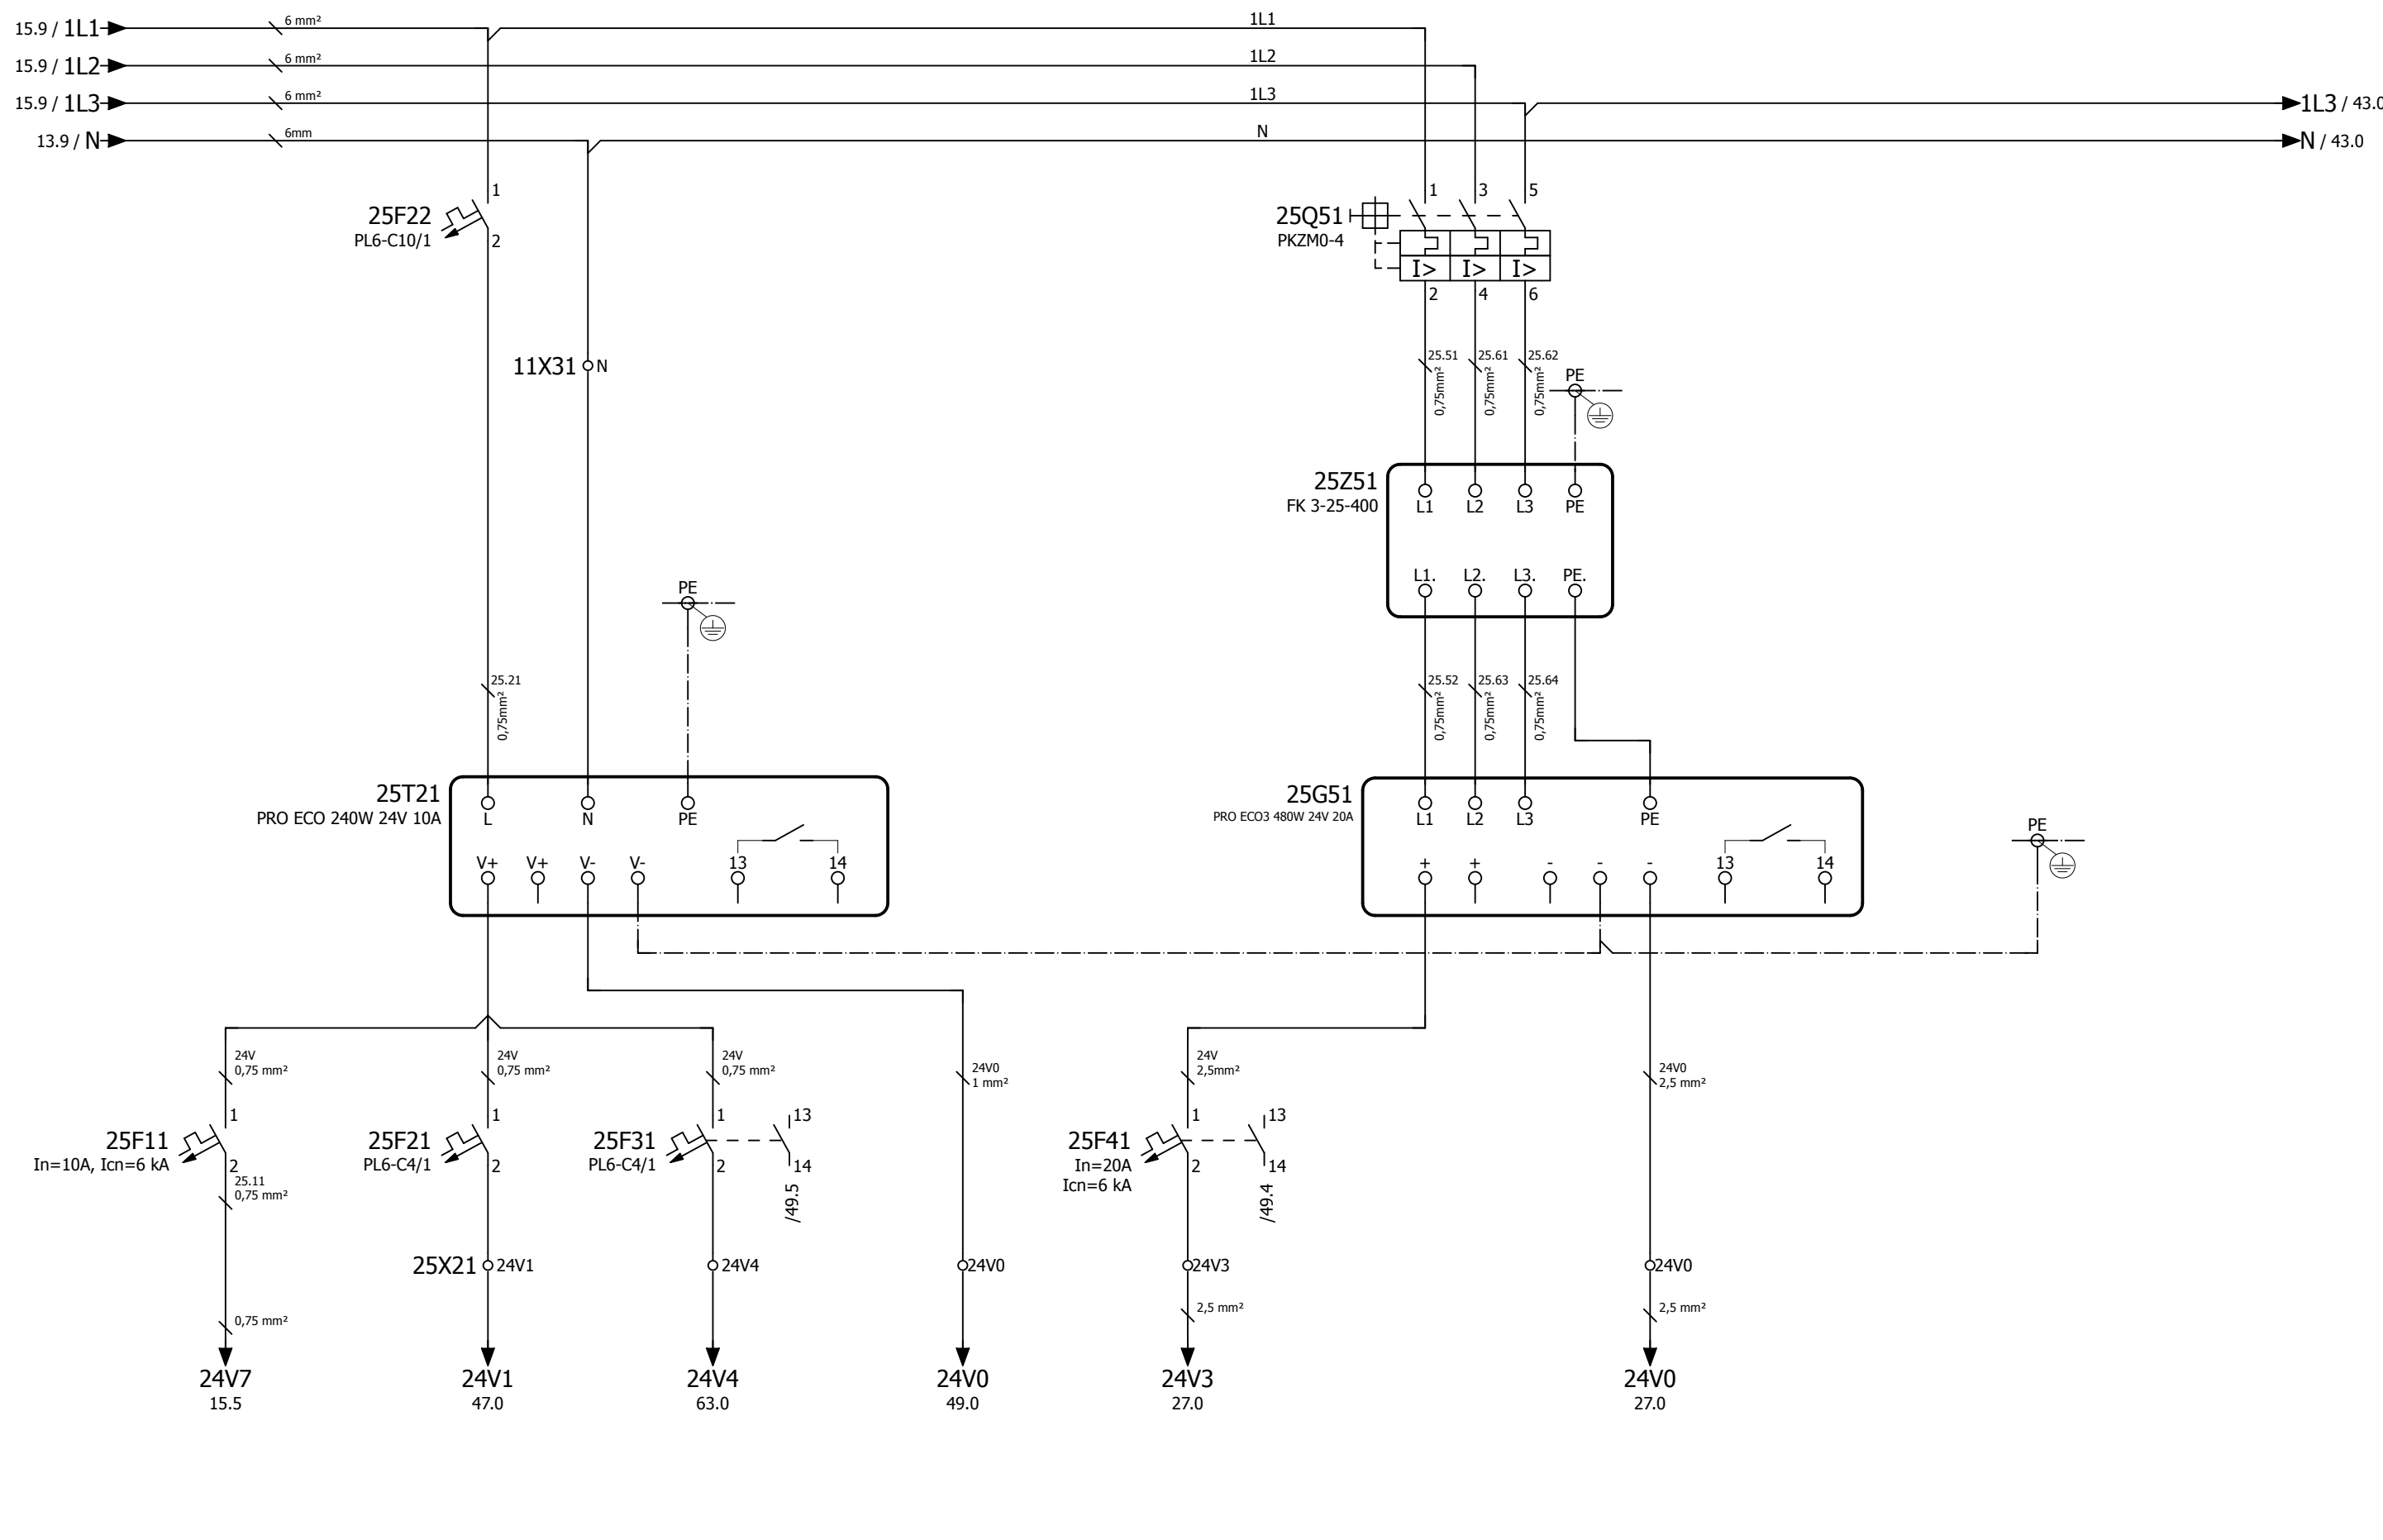 15.9 / 1L1
6 mm²
1L1
15.9 / 1L2
6 mm²
1L2
15.9 / 1L3
6 mm²
1L3
1L3 / 43.0
13.9 / N
6mm
N
N / 43.0
1
25F22
PL6-C10/1
2
1
3
5
25Q51
PKZM0-4
I>
I>
I>
2
4
6
11X31
N
25.51
0,75mm²
25.61
0,75mm²
25.62
0,75mm²
PE
25Z51
FK 3-25-400
L1
L2
L3
PE
L1.
L2.
L3.
PE.
PE
25.21
0,75mm²
25.52
0,75mm²
25.63
0,75mm²
25.64
0,75mm²
25T21
PRO ECO 240W 24V 10A
L
N
PE
V+
V+
V-
V-
13
14
25G51
PRO ECO3 480W 24V 20A
L1
L2
L3
PE
+
+
-
-
-
13
14
PE
24V
0,75 mm²
24V
0,75 mm²
24V
0,75 mm²
24V0
1 mm²
24V
2,5mm²
24V0
2,5 mm²
1
25F11
In=10A, Icn=6 kA
2
25.11
0,75 mm²
1
25F21
PL6-C4/1
2
1
25F31
PL6-C4/1
2
13
14
/49.5
1
25F41
In=20A
Icn=6 kA
2
13
14
/49.4
25X21
24V1
24V4
24V0
24V3
24V0
0,75 mm²
2,5 mm²
2,5 mm²
24V7
15.5
24V1
47.0
24V4
63.0
24V0
49.0
24V3
27.0
24V0
27.0